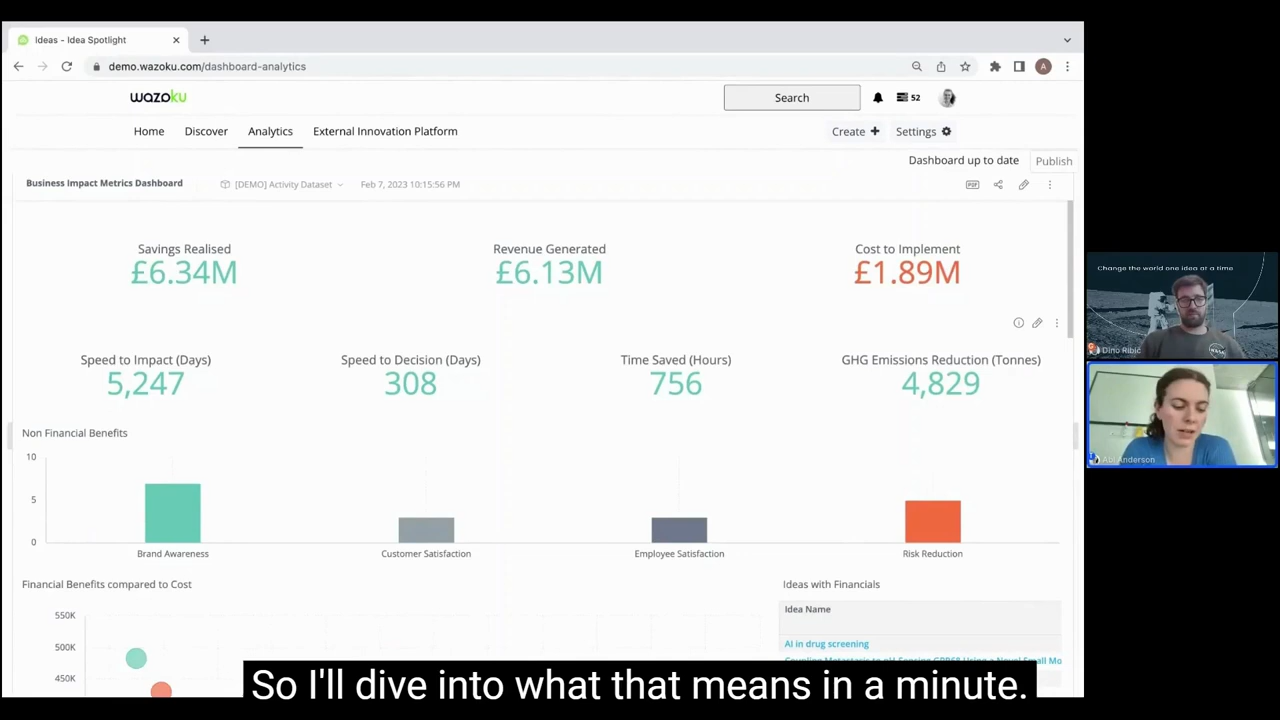 Ideas - Idea Spotlight
demo.wazoku.com/dashboard-analytics
A
wazoku
Search
52
Home Discover Analytics External Innovation Platform
Create + Settings
Dashboard up to date Publish
Business Impact Metrics Dashboard
[DEMO] Activity Dataset
Feb 7, 2023 10:15:56 PM
PDF
Savings Realised
£6.34M
Revenue Generated
£6.13M
Cost to Implement
£1.89M
Speed to Impact (Days)
5,247
Speed to Decision (Days)
308
Time Saved (Hours)
756
GHG Emissions Reduction (Tonnes)
4,829
Non Financial Benefits
10
5
0
Brand Awareness
Customer Satisfaction
Employee Satisfaction
Risk Reduction
Financial Benefits compared to Cost
550K
500K
450K
Ideas with Financials
Idea Name
AI in drug screening
So I'll dive into what that means in a minute.
Change the world one idea at a time
NASA
Dino Ribic
Abi Anderson